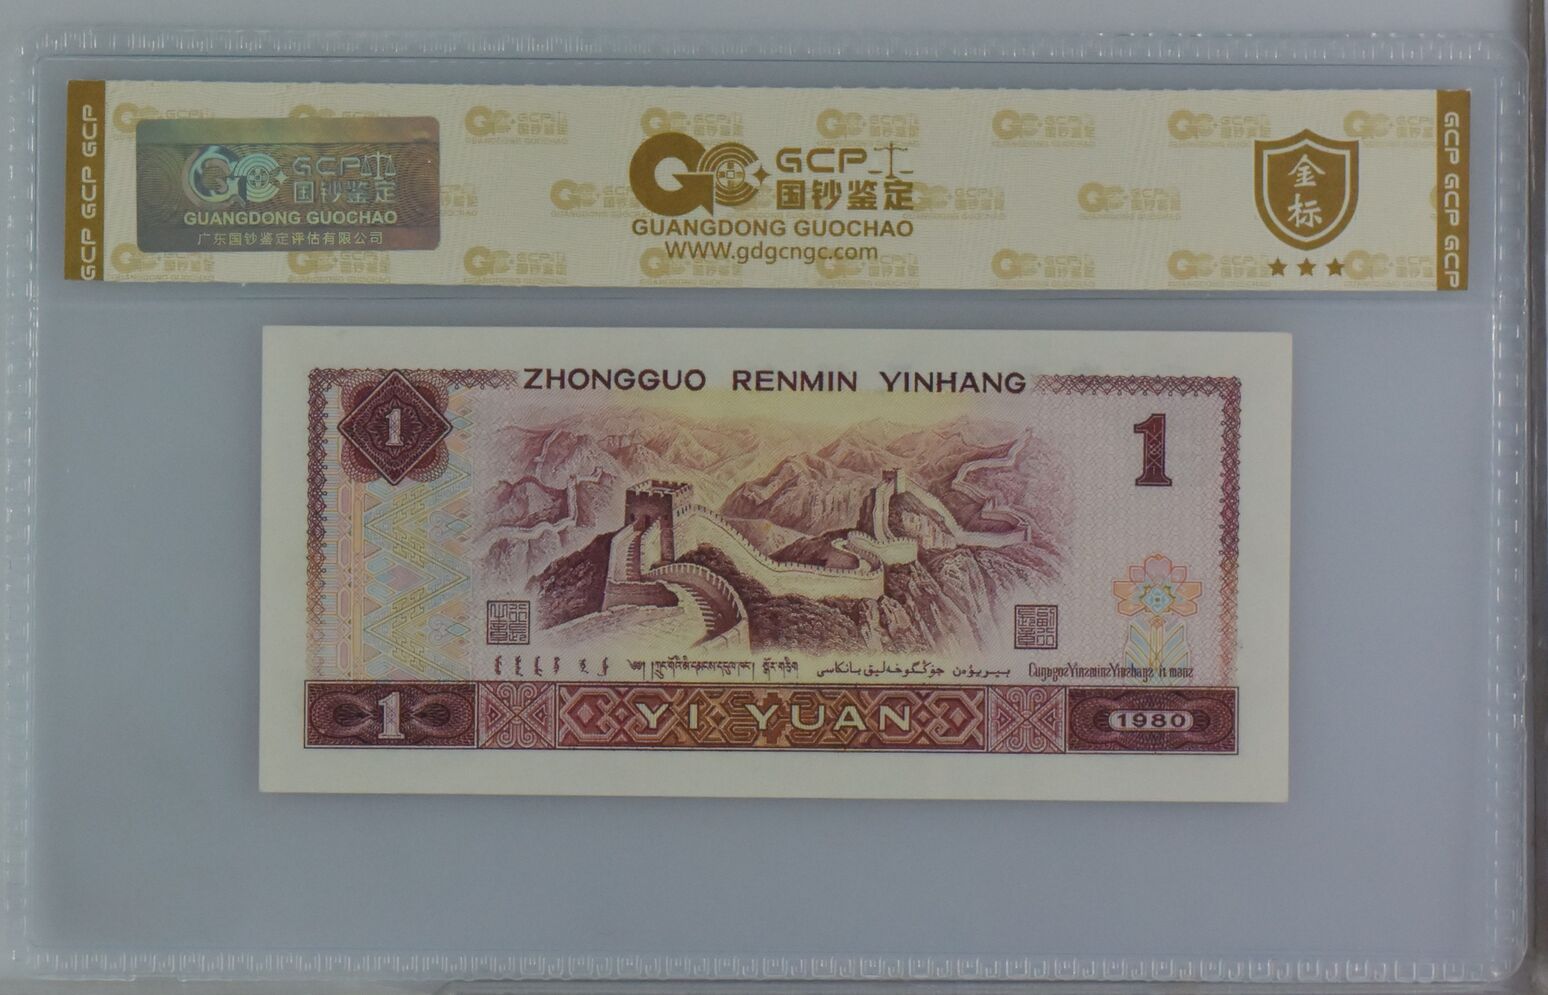 GCP GCP GCP
GCP
国钞鉴定
GUANGDONG GUOCHAO
广东国钞鉴定评估有限公司
GCP
国钞鉴定
GUANGDONG GUOCHAO
WWW.gdgcngc.com
金
标
GCP GCP GCP
ZHONGGUO RENMIN YINHANG
1
1
1
YI YUAN
1980